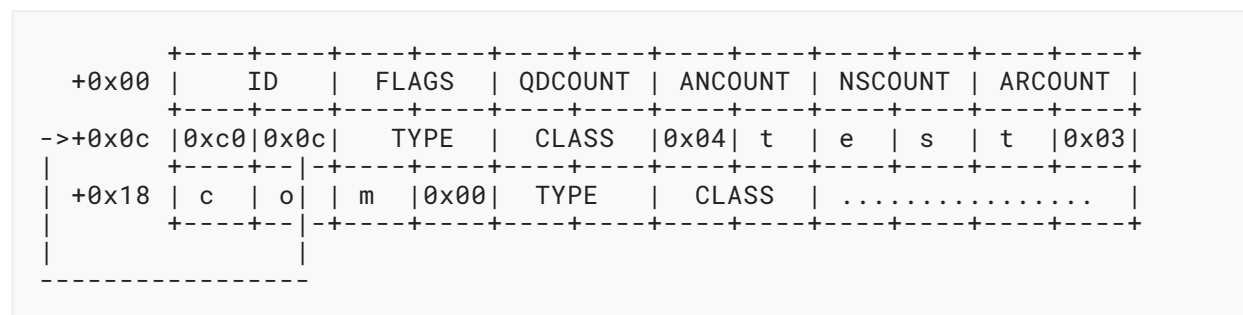 +----+----+----+----+----+----+----+----+----+----+----+----+
+0x00 |    ID   |  FLAGS  | QDCOUNT | ANCOUNT | NSCOUNT | ARCOUNT |
+----+----+----+----+----+----+----+----+----+----+----+----+
->+0x0c |0xc0|0x0c|   TYPE  |  CLASS  |0x04| t  | e  | s  | t  |0x03|
|       +----+--|-+----+----+----+----+----+----+----+----+----+----+
| +0x18 | c  | o| | m  |0x00|  TYPE   |  CLASS  | ................ |
|       +----+--|-+----+----+----+----+----+----+----+----+----+----+
|               |
-----------------